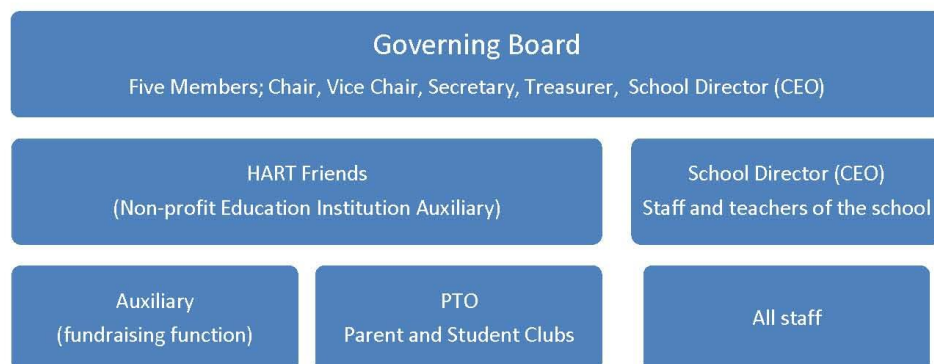 Governing Board
Five Members; Chair, Vice Chair, Secretary, Treasurer, School Director (CEO)
HART Friends
(Non-profit Education Institution Auxiliary)
School Director (CEO)
Staff and teachers of the school
Auxiliary
(fundraising function)
PTO
Parent and Student Clubs
All staff